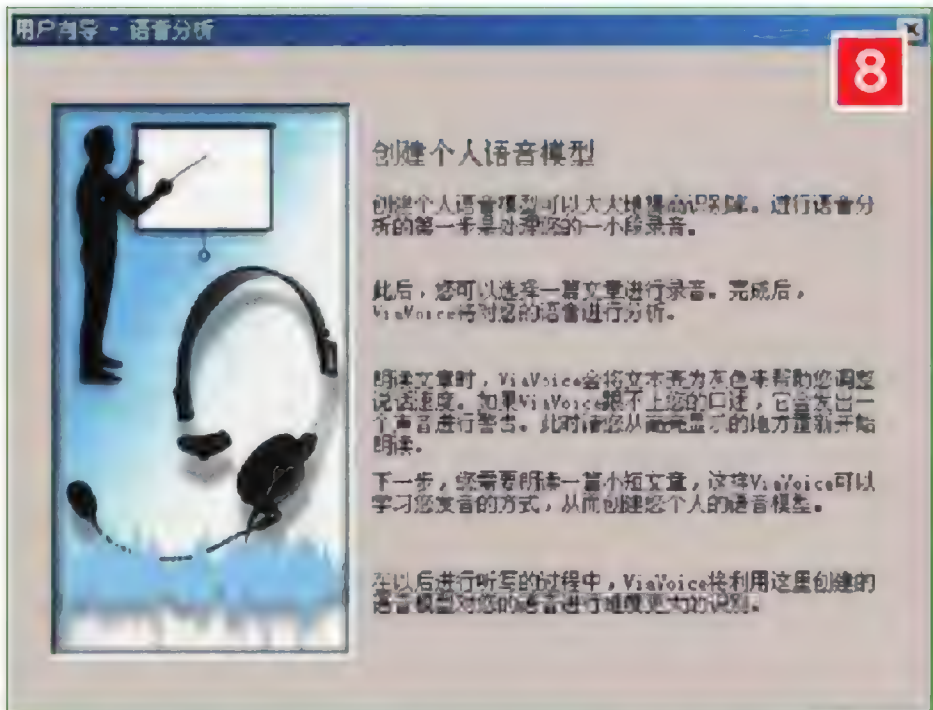 用户向导 - 语音分析
8
创建个人语音模型
创建个人语音模型可以大大地提高识别率。进行语音分
析的第一步是处理您的一小段录音。
此后，您可以选择一篇文章进行录音。完成后，
ViaVoice将对您的语音进行分析。
朗读文章时，ViaVoice会将文本变为灰色来帮助您调整
说话速度。如果ViaVoice跟不上您的口述，它会发出一
个声音进行警告。此时请您从高亮显示的地方重新开始
朗读。
下一步，您需要朗读一篇小短文章，这样ViaVoice可以
学习您发音的方式，从而创建您个人的语音模型。
在以后进行听写的过程中，ViaVoice将利用这里创建的
语音模型对您的语音进行 的识别。